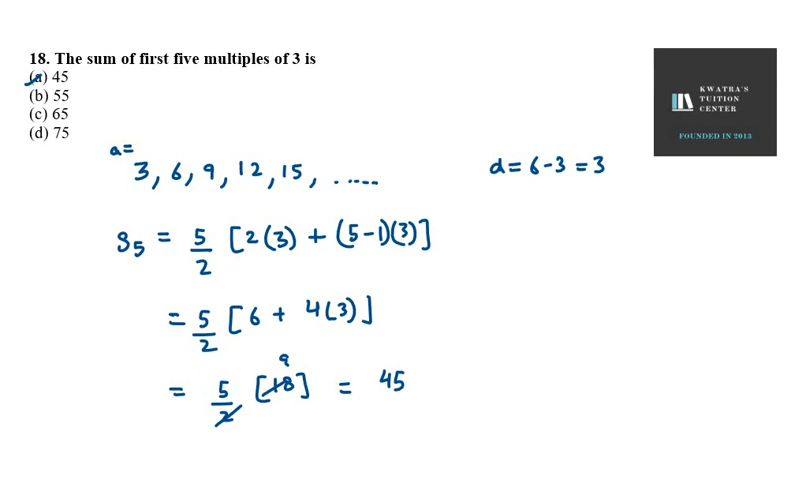 18. The sum of first five multiples of 3 is
(a) 45
(b) 55
(c) 65
(d) 75
KWATRA'S
TUITION
CENTER
FOUNDED IN 2013
a=
3, 6, 9, 12, 15, .....
d = 6-3 = 3
S5 = 5/2 [2(3) + (5-1)(3)]
= 5/2 [6 + 4(3)]
9
= 5/2 [18] = 45